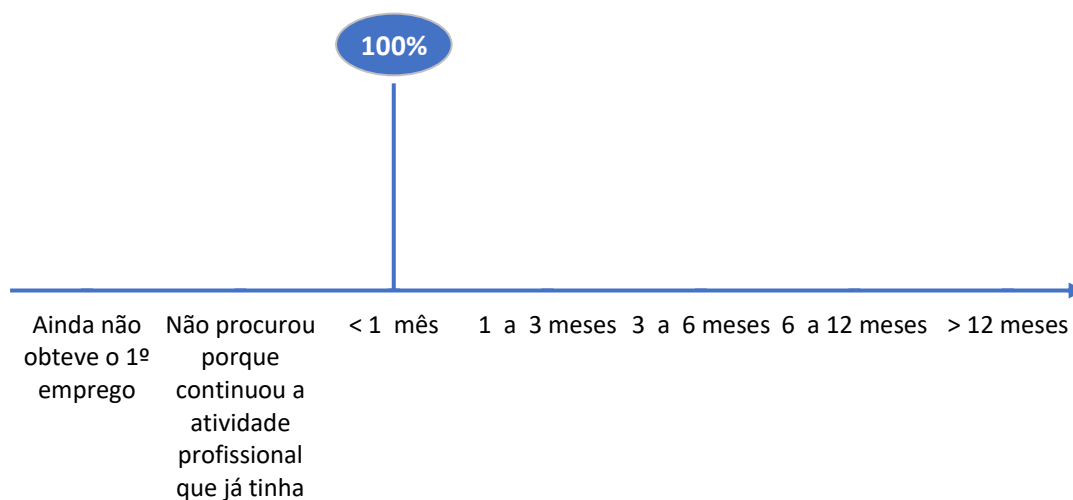 100%
Ainda não
obteve o 1º
emprego
Não procurou
porque
continuou a
atividade
profissional
que já tinha
< 1 mês
1 a 3 meses
3 a 6 meses
6 a 12 meses
> 12 meses